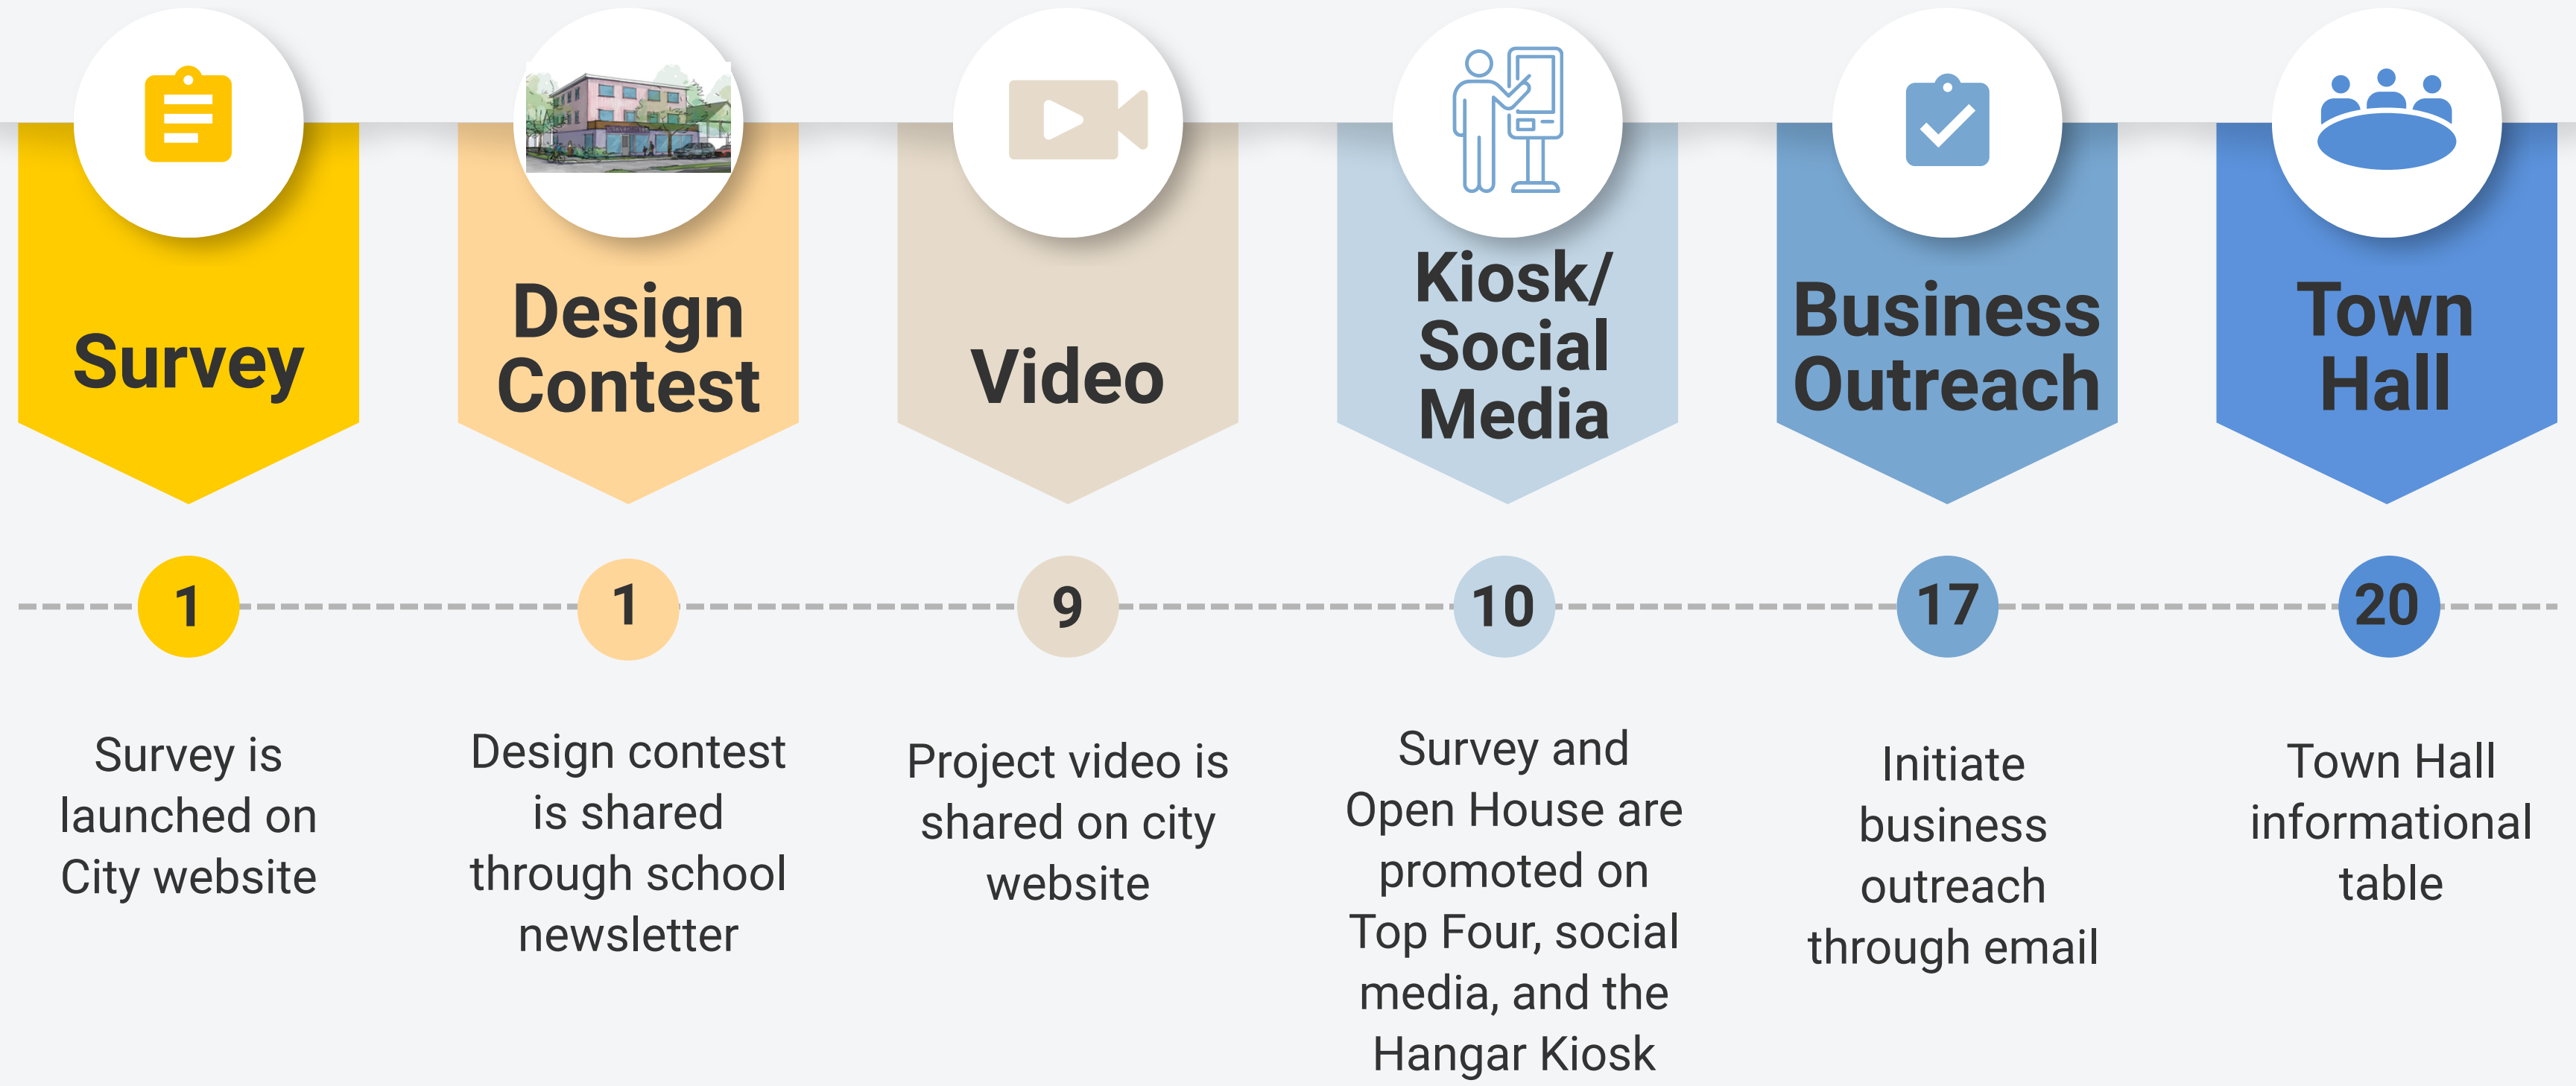 Survey
Design
Contest
Video
Kiosk/
Social
Media
Business
Outreach
Town
Hall
1
1
9
10
17
20
Survey is
launched on
City website
Design contest
is shared
through school
newsletter
Project video is
shared on city
website
Survey and
Open House are
promoted on
Top Four, social
media, and the
Hangar Kiosk
Initiate
business
outreach
through email
Town Hall
informational
table